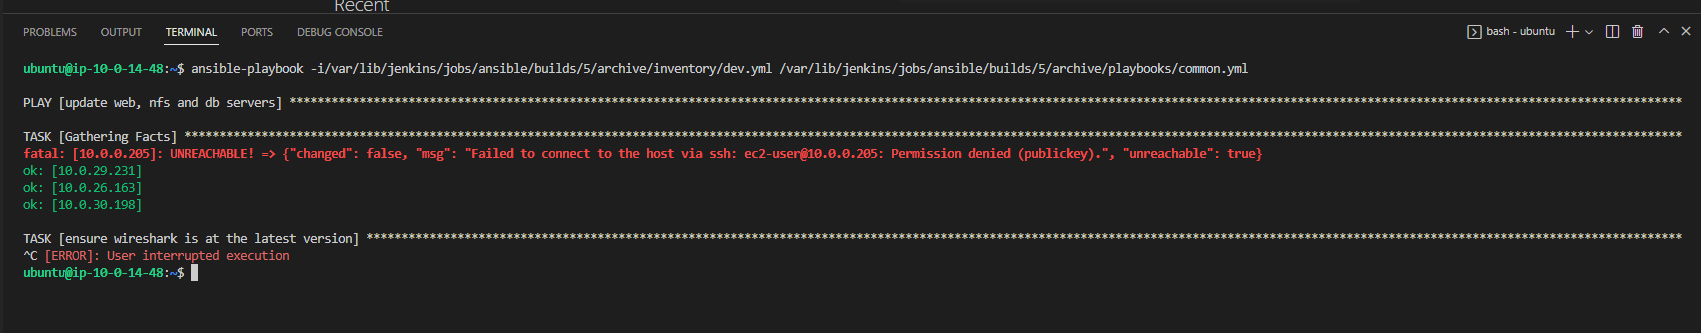 Recent
PROBLEMS OUTPUT TERMINAL PORTS DEBUG CONSOLE bash - ubuntu
ubuntu@ip-10-0-14-48:~$ ansible-playbook -i/var/lib/jenkins/jobs/ansible/builds/5/archive/inventory/dev.yml /var/lib/jenkins/jobs/ansible/builds/5/archive/playbooks/common.yml
PLAY [update web, nfs and db servers] ***********************************************************************************************************************************************************************************************************
TASK [Gathering Facts] **************************************************************************************************************************************************************************************************************************
fatal: [10.0.0.205]: UNREACHABLE! => {"changed": false, "msg": "Failed to connect to the host via ssh: ec2-user@10.0.0.205: Permission denied (publickey).", "unreachable": true}
ok: [10.0.29.231]
ok: [10.0.26.163]
ok: [10.0.30.198]
TASK [ensure wireshark is at the latest version] ************************************************************************************************************************************************************************************************
^C [ERROR]: User interrupted execution
ubuntu@ip-10-0-14-48:~$